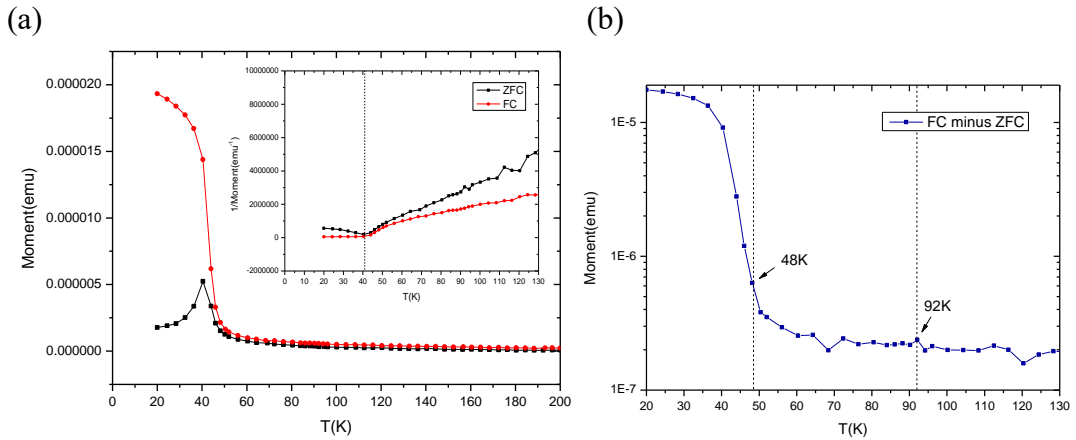 (a)
(b)
0.000020
0.000015
0.000010
0.000005
0.000000
Moment(emu)
0 20 40 60 80 100 120 140 160 180 200
T(K)
10000000
8000000
6000000
4000000
2000000
0
-2000000
1/Moment(emu⁻¹)
0 10 20 30 40 50 60 70 80 90 100 110 120 130
T(K)
ZFC
FC
1E-5
1E-6
1E-7
Moment(emu)
FC minus ZFC
48K
92K
20 30 40 50 60 70 80 90 100 110 120 130
T(K)